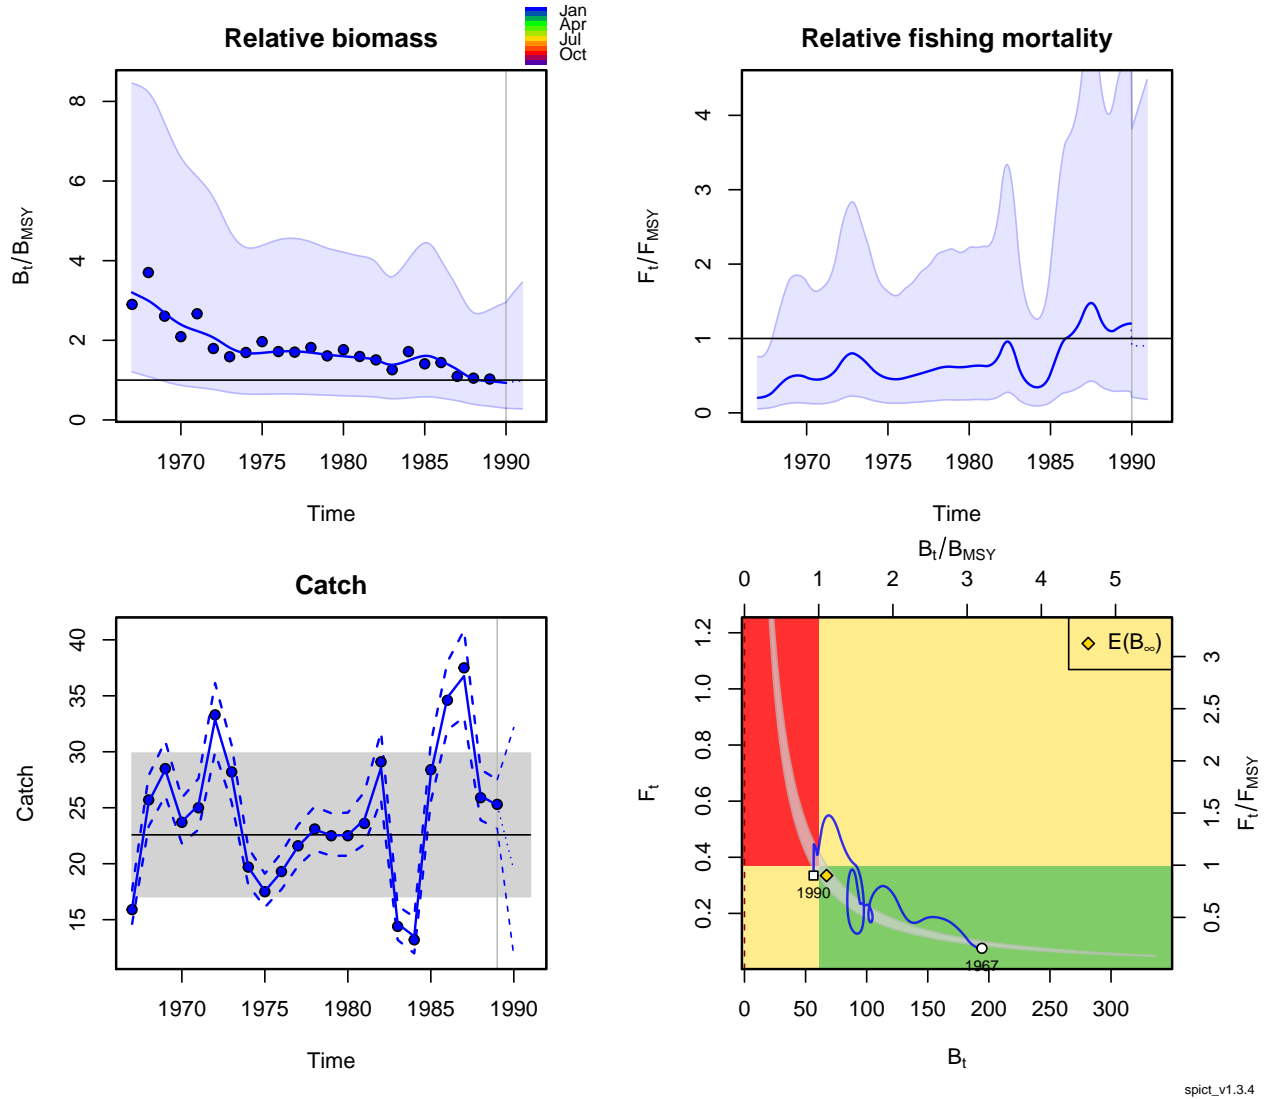 Jan
Apr
Jul
Oct
Relative biomass
Bt/BMSY
8
6
4
2
0
1970 1975 1980 1985 1990
Time
Relative fishing mortality
Ft/FMSY
4
3
2
1
0
1970 1975 1980 1985 1990
Time
Catch
Catch
40
35
30
25
20
15
1970 1975 1980 1985 1990
Time
Bt/BMSY
0 1 2 3 4 5
E(B∞)
Ft
1.2
1.0
0.8
0.6
0.4
0.2
Ft/FMSY
3
2.5
2
1.5
1
0.5
1990
1967
0 50 100 150 200 250 300
Bt
spict_v1.3.4